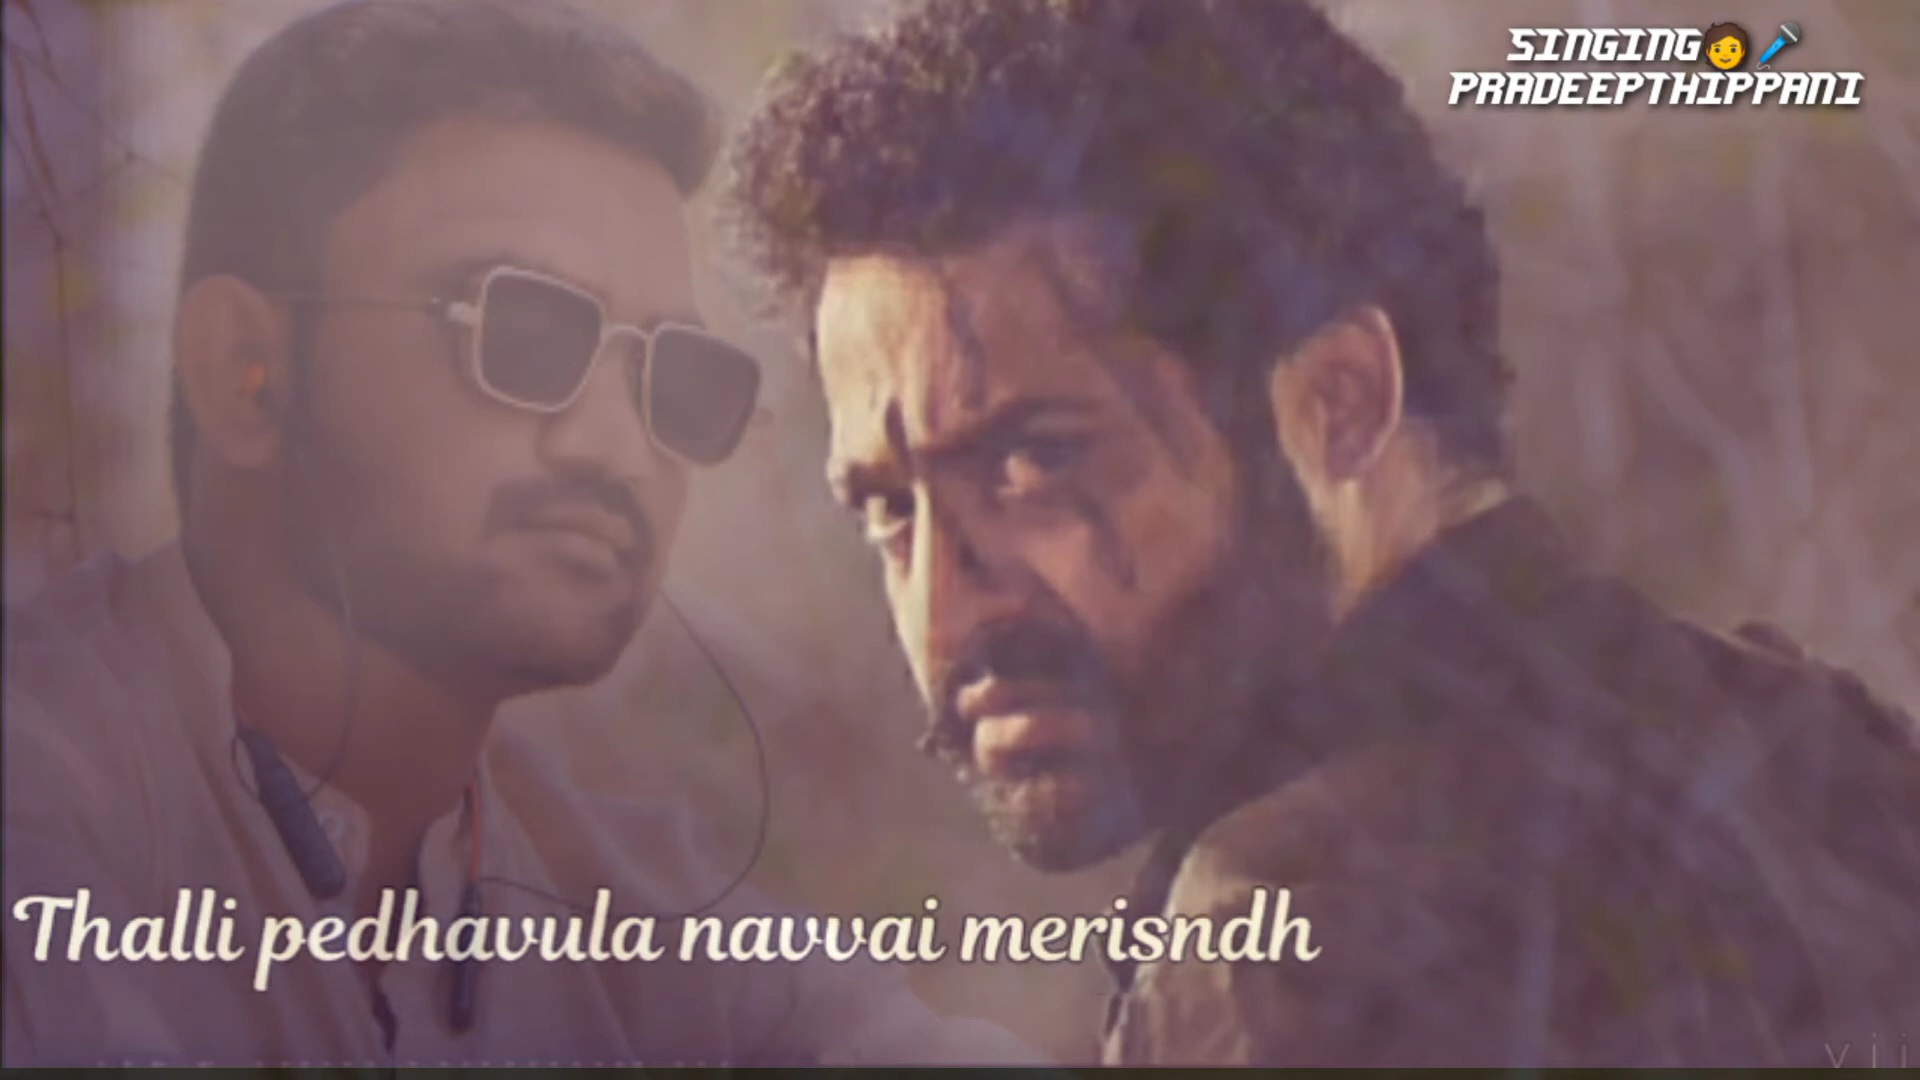 SINGING🧑🎤
PRADEEPTHIPPANI
Thalli pedhavula navvai merisndh
v i i